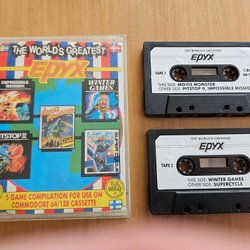 THE WORLD'S GREATEST
EPYX
IMPOSSIBLE
MISSION
WINTER
GAMES
PITSTOP II
5 GAME COMPILATION FOR USE ON
COMMODORE 64/128 CASSETTE
THE WORLD'S GREATEST
EPYX
TAPE 1
THIS SIDE: MOVIE MONSTER
OTHER SIDE: PITSTOP II, IMPOSSIBLE MISSION
THE WORLD'S GREATEST
EPYX
TAPE 2
THIS SIDE: WINTER GAMES
OTHER SIDE: SUPERCYCLE